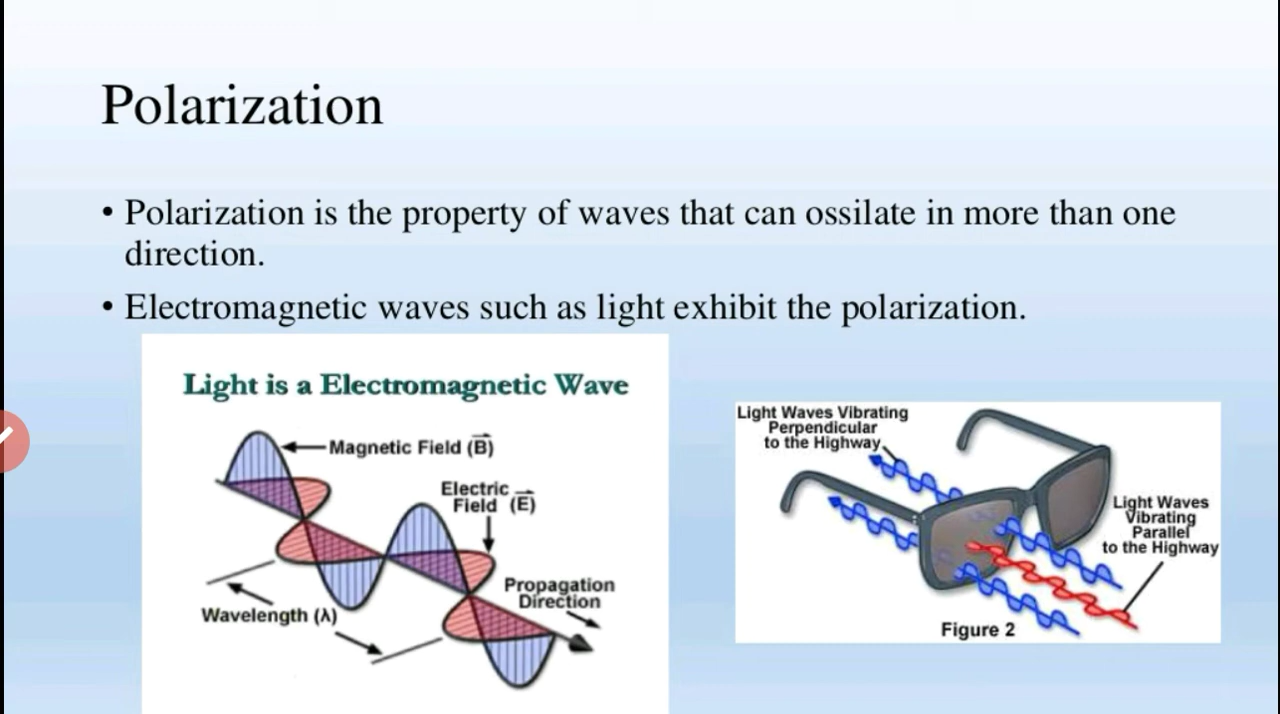 Polarization
• Polarization is the property of waves that can ossilate in more than one
direction.
• Electromagnetic waves such as light exhibit the polarization.
Light is a Electromagnetic Wave
Magnetic Field (B⃗)
Electric
Field (E⃗)
Propagation
Direction
Wavelength (λ)
Light Waves Vibrating
Perpendicular
to the Highway
Light Waves
Vibrating
Parallel
to the Highway
Figure 2